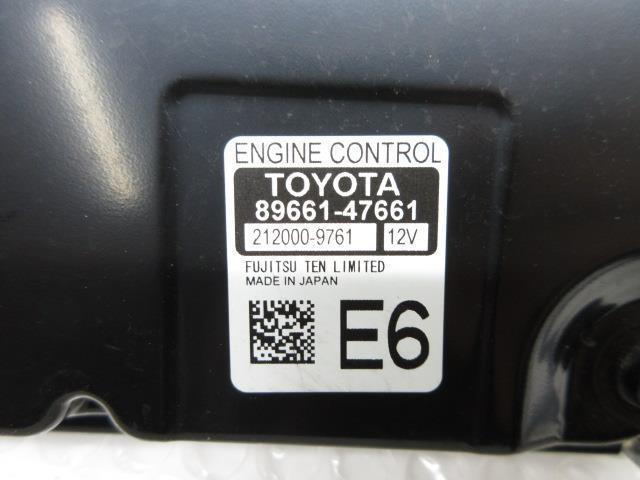 ENGINE CONTROL
TOYOTA
89661-47661
212000-9761 12V
FUJITSU TEN LIMITED
MADE IN JAPAN
E6